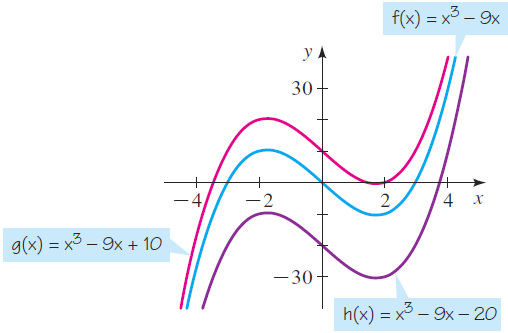 f(x) = x³ – 9x
y
30
–4
–2
2
4
x
g(x) = x³ – 9x + 10
–30
h(x) = x³ – 9x – 20